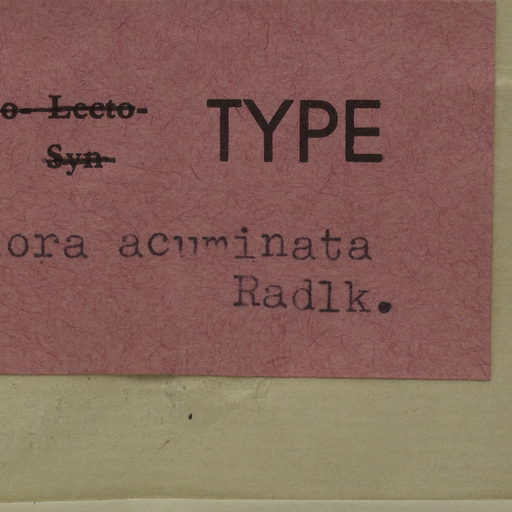 o- Lecto- TYPE
Syn-
ora acuminata
Radlk.